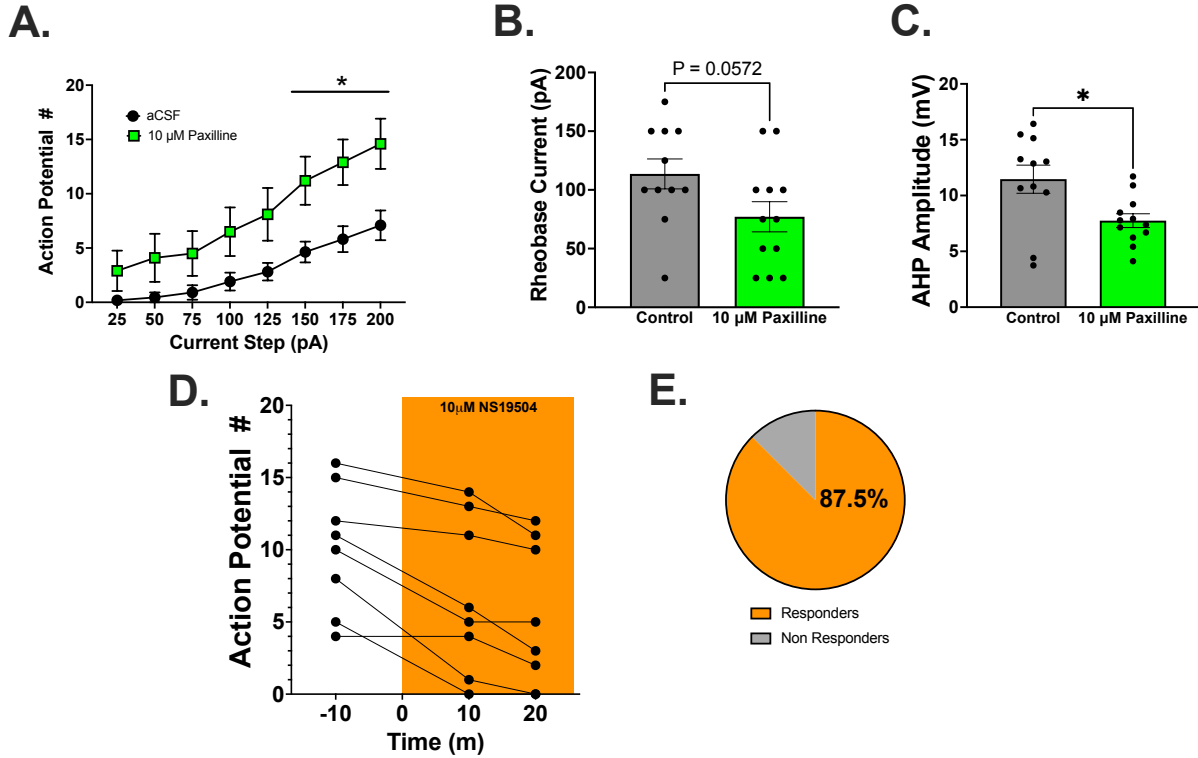 A.
Action Potential #
20
15
10
5
0
*
aCSF
10 µM Paxilline
25 50 75 100 125 150 175 200
Current Step (pA)
B.
Rheobase Current (pA)
200
150
100
50
0
P = 0.0572
Control 10 µM Paxilline
C.
AHP Amplitude (mV)
20
15
10
5
0
*
Control 10 µM Paxilline
D.
Action Potential #
20
15
10
5
0
10µM NS19504
-10 0 10 20
Time (m)
E.
87.5%
Responders
Non Responders